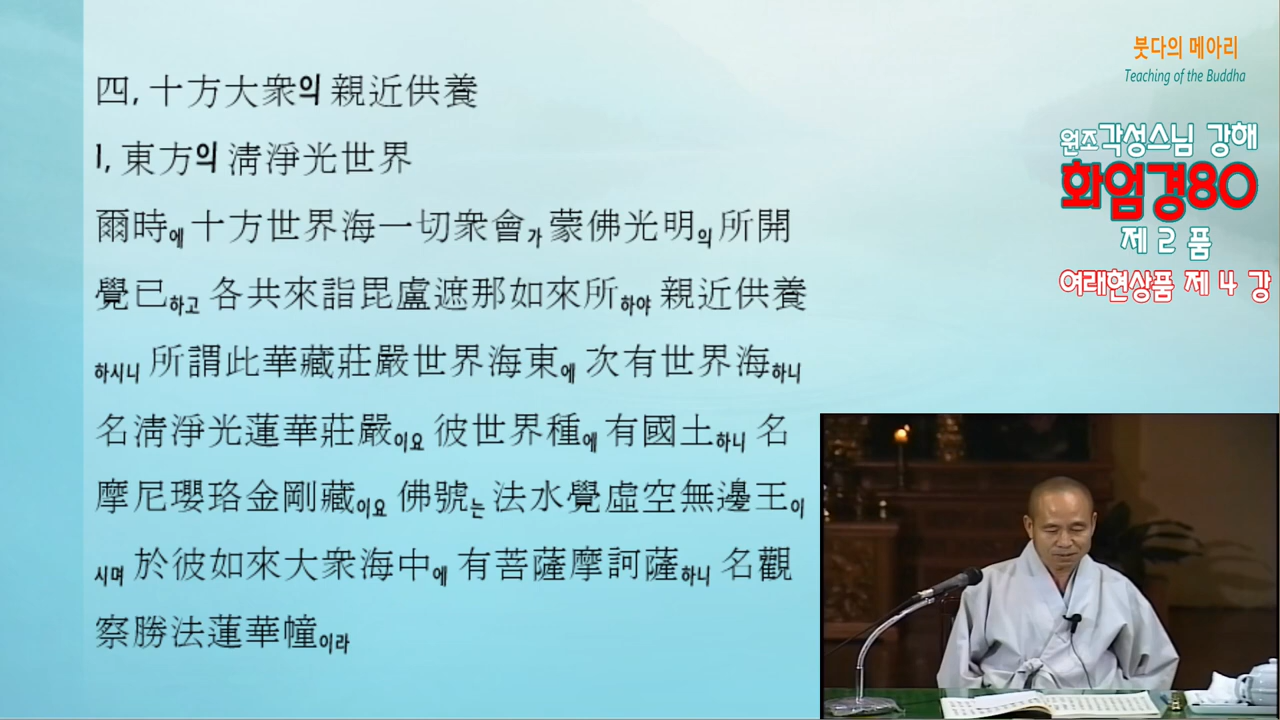 四, 十方大衆의 親近供養
1, 東方의 淸淨光世界
爾時에 十方世界海一切衆會가 蒙佛光明의 所開
覺已하고 各共來詣毘盧遮那如來所하야 親近供養
하시니 所謂此華藏莊嚴世界海東에 次有世界海하니
名淸淨光蓮華莊嚴이요 彼世界種에 有國土하니 名
摩尼瓔珞金剛藏이요 佛號는 法水覺虛空無邊王이
시며 於彼如來大衆海中에 有菩薩摩訶薩하니 名觀
察勝法蓮華幢이라
붓다의 메아리
Teaching of the Buddha
원조각성스님 강해
화엄경80
제 2 품
여래현상품 제 4 강